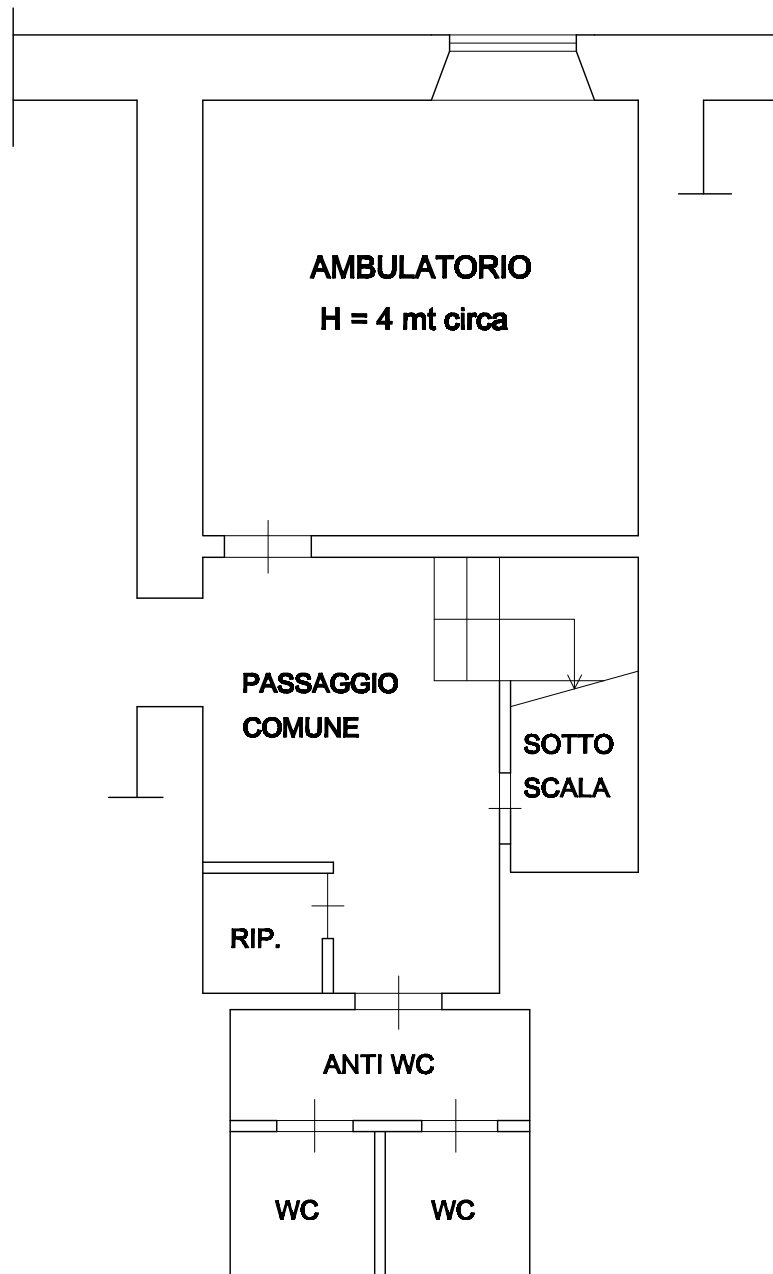 AMBULATORIO
H = 4 mt circa
PASSAGGIO
COMUNE
SOTTO
SCALA
RIP.
ANTI WC
WC
WC